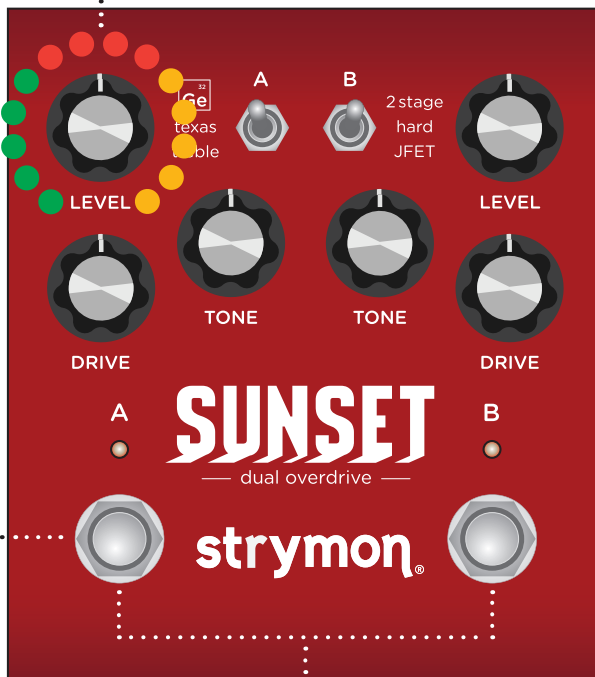 32
Ge
A
B
texas
2 stage
hard
JFET
LEVEL
LEVEL
TONE
TONE
DRIVE
DRIVE
A
B
SUNSET
dual overdrive
strymon®